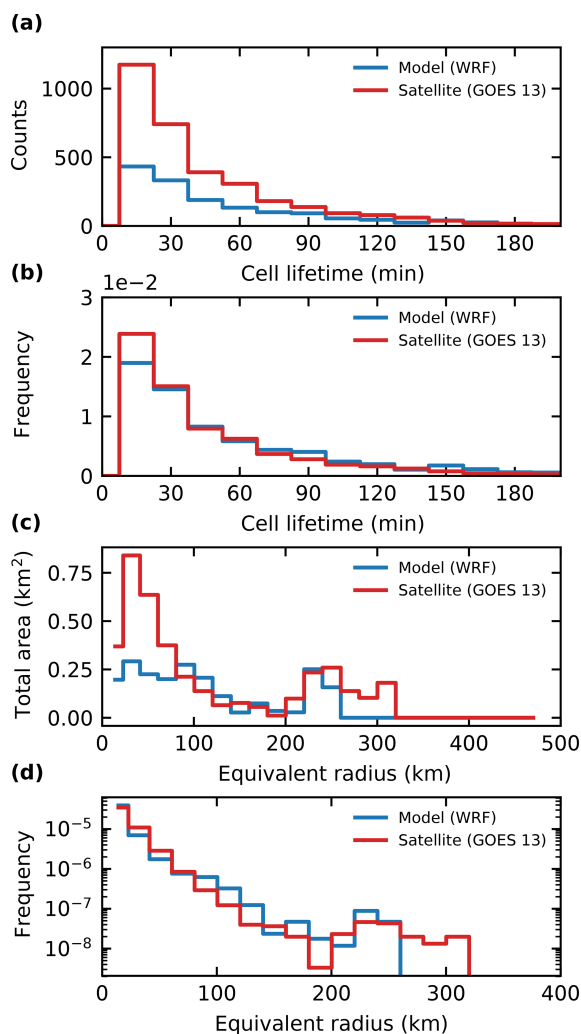 (a)
Counts
1000
500
0
Model (WRF)
Satellite (GOES 13)
0 30 60 90 120 150 180
Cell lifetime (min)
(b)
1e−2
Frequency
3
2
1
0
Model (WRF)
Satellite (GOES 13)
0 30 60 90 120 150 180
Cell lifetime (min)
(c)
Total area (km²)
0.75
0.50
0.25
0.00
Model (WRF)
Satellite (GOES 13)
0 100 200 300 400 500
Equivalent radius (km)
(d)
Frequency
10⁻⁵
10⁻⁶
10⁻⁷
10⁻⁸
Model (WRF)
Satellite (GOES 13)
0 100 200 300 400
Equivalent radius (km)